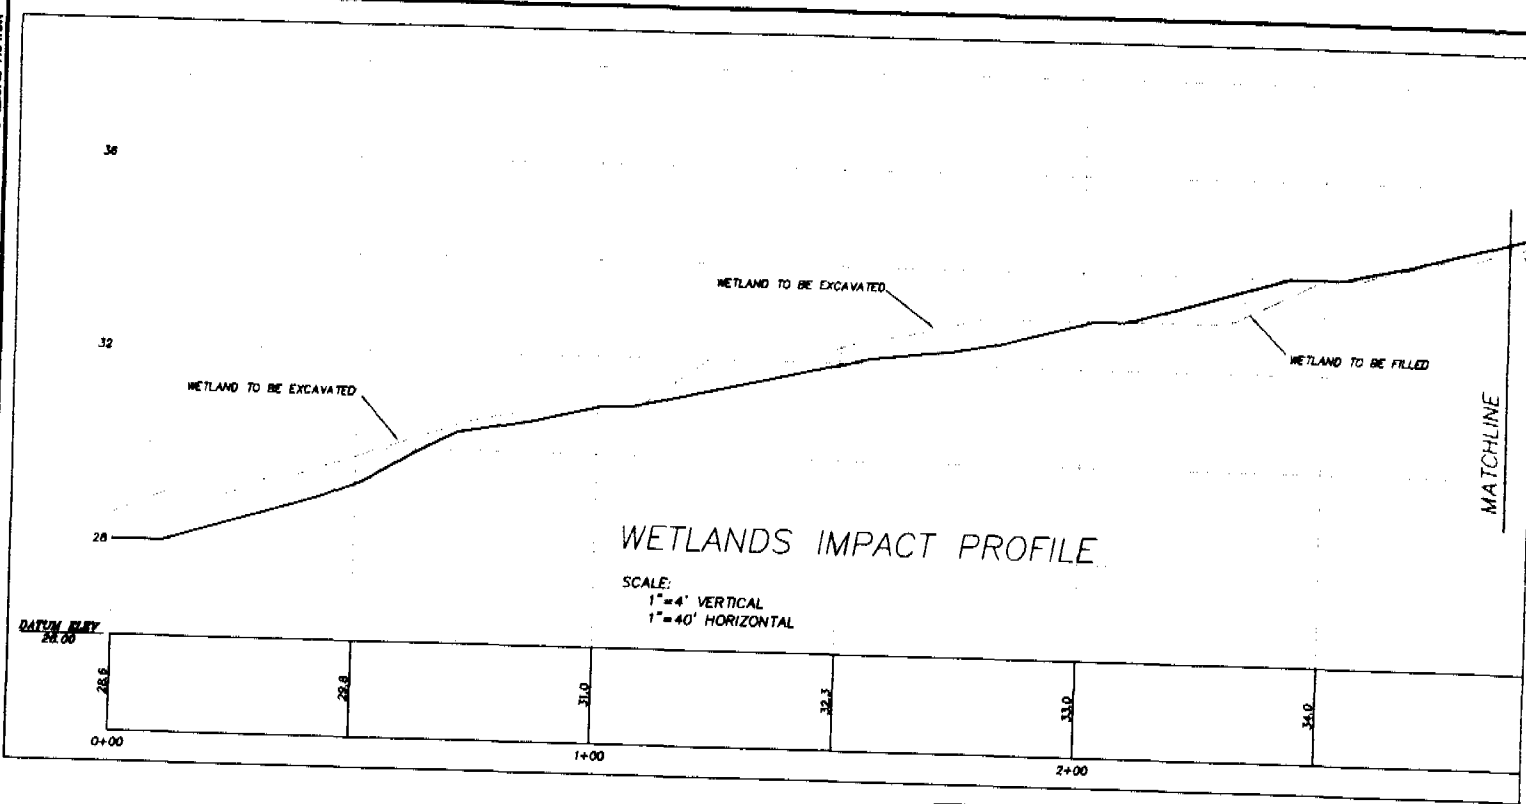 36
WETLAND TO BE EXCAVATED
32
WETLAND TO BE EXCAVATED
WETLAND TO BE FILLED
MATCHLINE
28
WETLANDS IMPACT PROFILE
SCALE:
1"=4' VERTICAL
1"=40' HORIZONTAL
DATUM ELEV
26.00
28.6
29.8
31.0
32.3
33.0
34.0
0+00
1+00
2+00